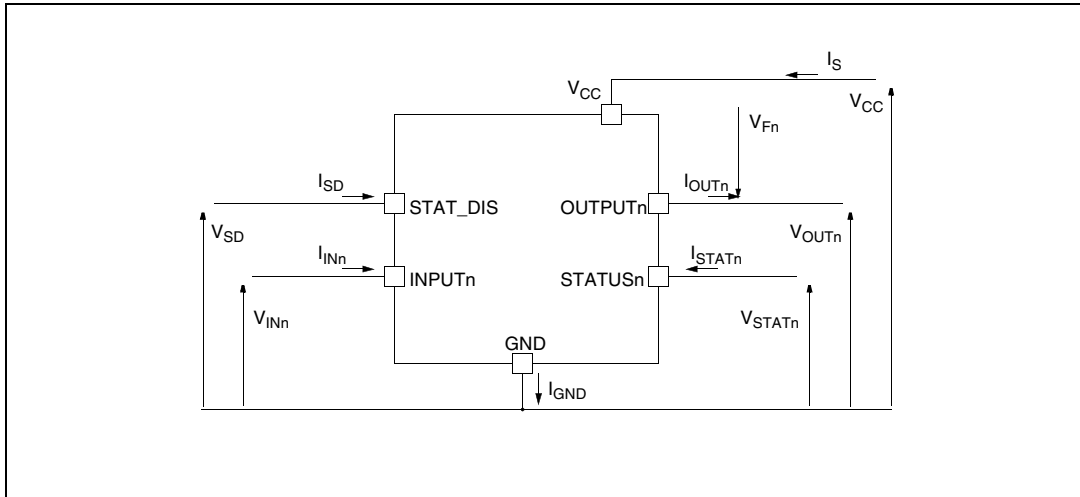 I_S
V_CC
V_CC
V_Fn
I_SD
I_OUTn
STAT_DIS
OUTPUTn
V_SD
V_OUTn
I_INn
I_STATn
INPUTn
STATUSn
V_INn
V_STATn
GND
I_GND